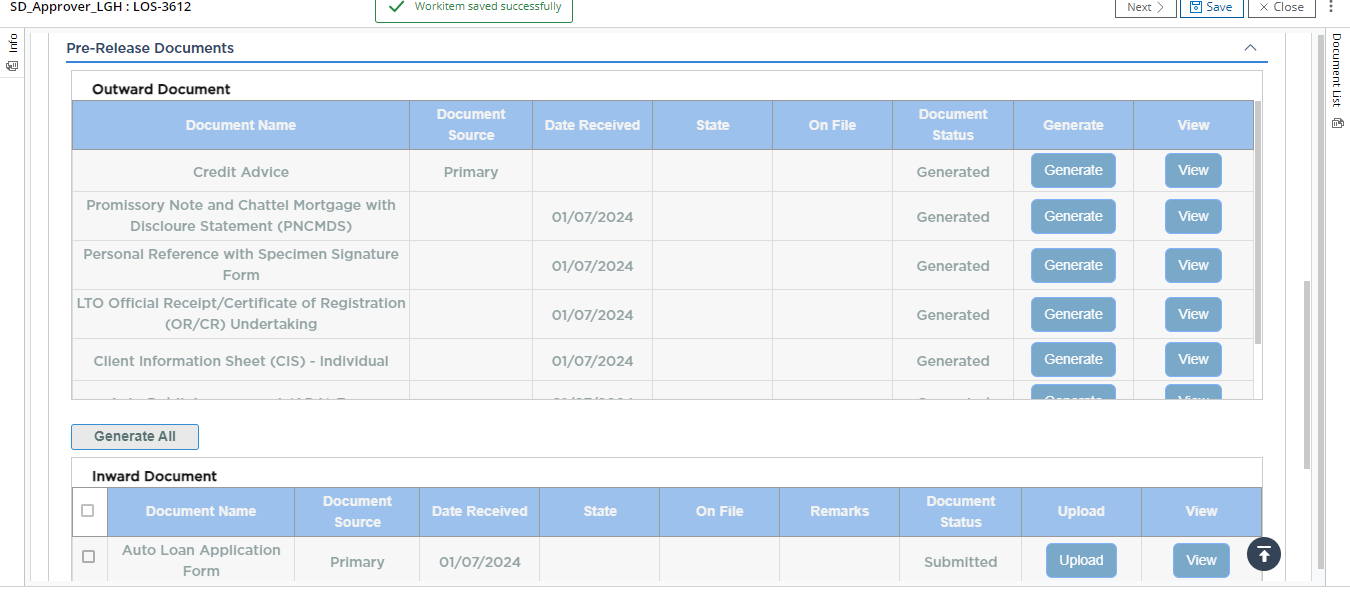 SD_Approver_LGH : LOS-3612
Workitem saved successfully
Next
Save
Close
Info
Document List
Pre-Release Documents
Outward Document
Document Name
Document
Source
Date Received
State
On File
Document
Status
Generate
View
Credit Advice
Primary
Generated
Generate
View
Promissory Note and Chattel Mortgage with
Discloure Statement (PNCMDS)
01/07/2024
Generated
Generate
View
Personal Reference with Specimen Signature
Form
01/07/2024
Generated
Generate
View
LTO Official Receipt/Certificate of Registration
(OR/CR) Undertaking
01/07/2024
Generated
Generate
View
Client Information Sheet (CIS) - Individual
01/07/2024
Generated
Generate
View
Generate All
Inward Document
Document Name
Document
Source
Date Received
State
On File
Remarks
Document
Status
Upload
View
Auto Loan Application
Form
Primary
01/07/2024
Submitted
Upload
View